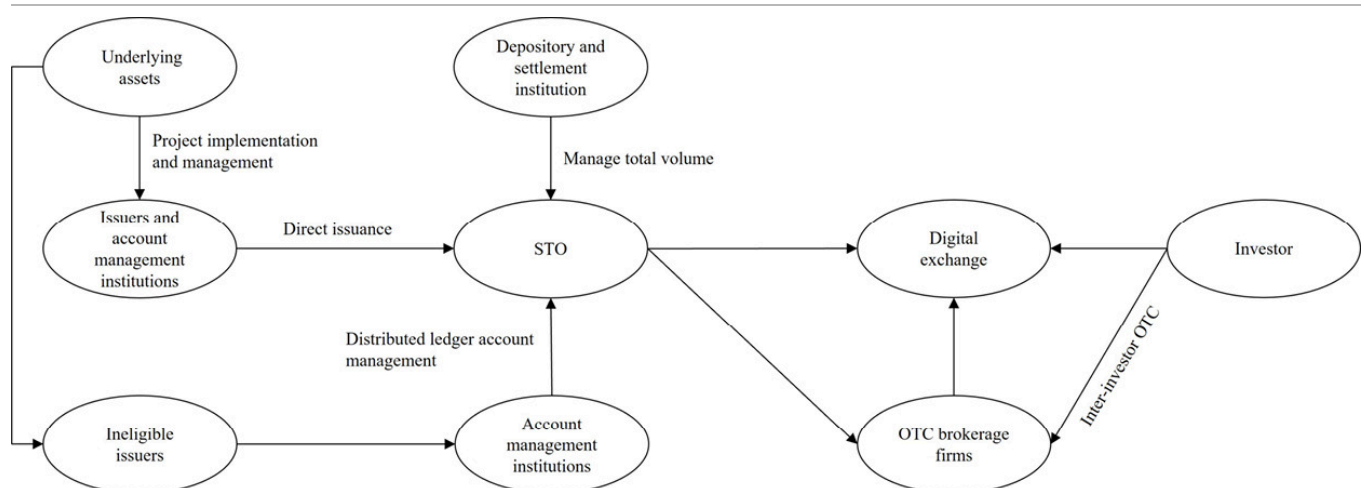 Underlying
assets
Depository and
settlement
institution
Project implementation
and management
Manage total volume
Issuers and
account
management
institutions
Direct issuance
STO
Digital
exchange
Investor
Distributed ledger account
management
Inter-investor OTC
Ineligible
issuers
Account
management
institutions
OTC brokerage
firms